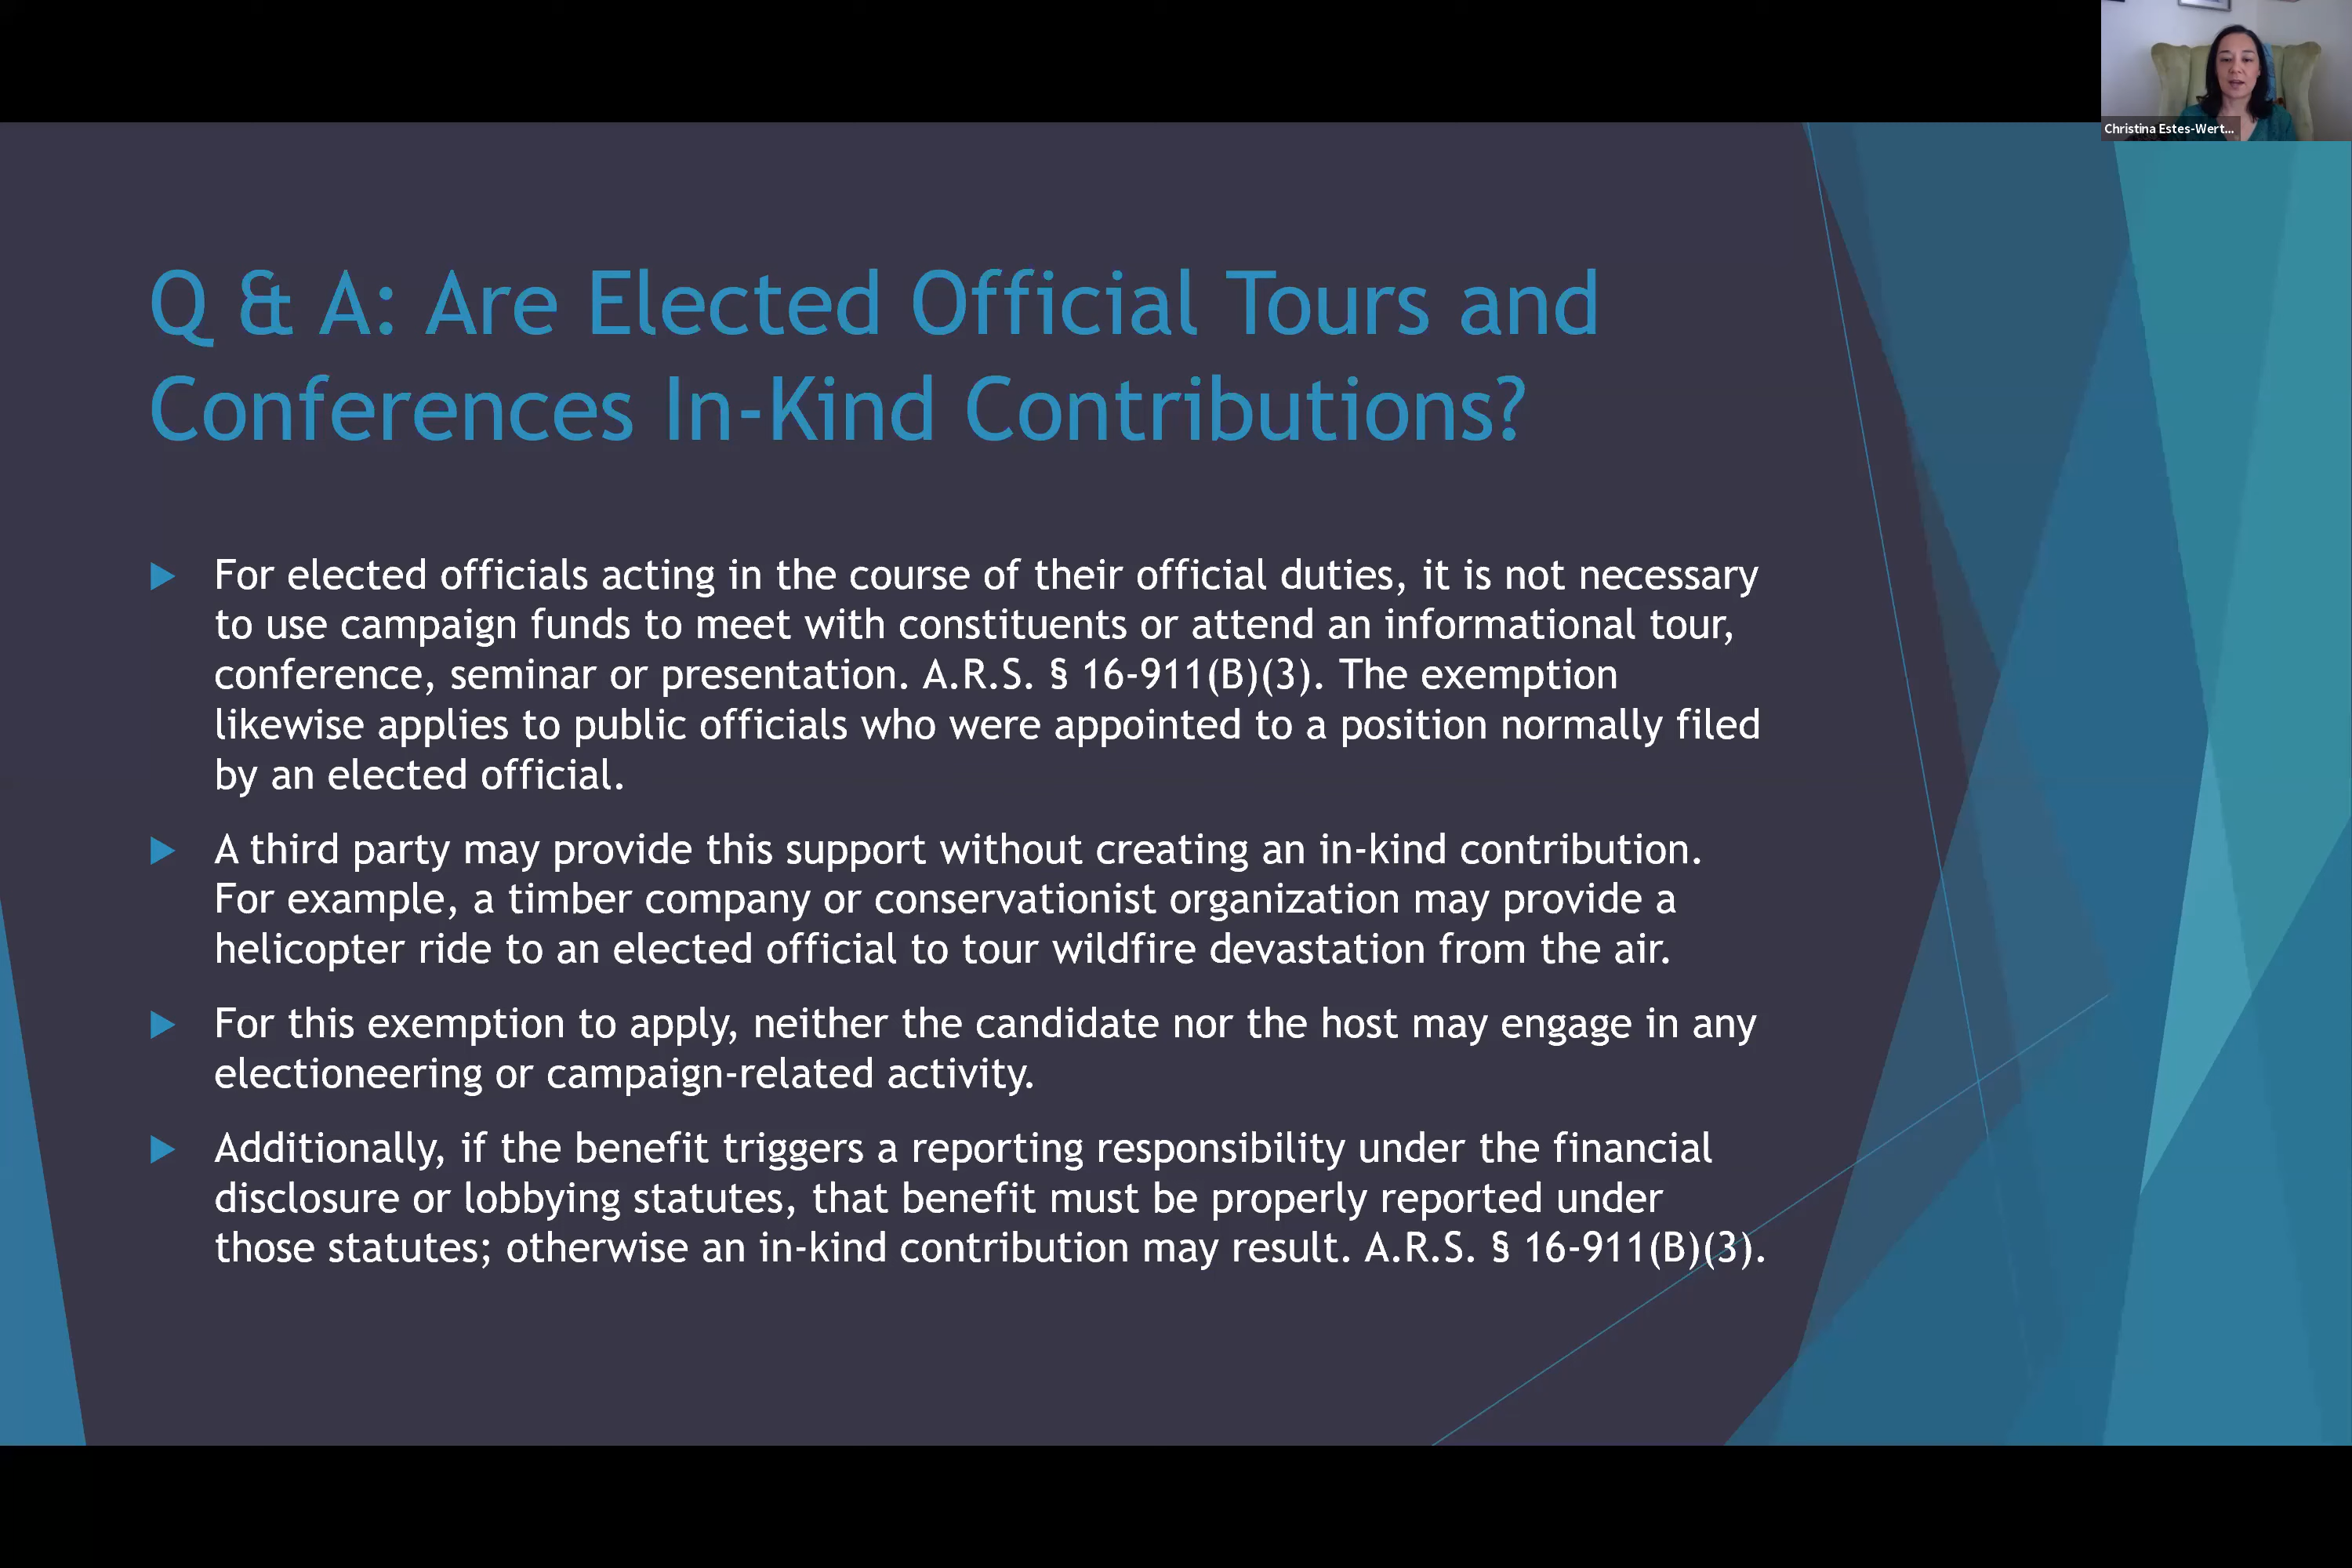 Christina Estes-Wert...
Q & A: Are Elected Official Tours and
Conferences In-Kind Contributions?
For elected officials acting in the course of their official duties, it is not necessary
to use campaign funds to meet with constituents or attend an informational tour,
conference, seminar or presentation. A.R.S. § 16-911(B)(3). The exemption
likewise applies to public officials who were appointed to a position normally filed
by an elected official.
A third party may provide this support without creating an in-kind contribution.
For example, a timber company or conservationist organization may provide a
helicopter ride to an elected official to tour wildfire devastation from the air.
For this exemption to apply, neither the candidate nor the host may engage in any
electioneering or campaign-related activity.
Additionally, if the benefit triggers a reporting responsibility under the financial
disclosure or lobbying statutes, that benefit must be properly reported under
those statutes; otherwise an in-kind contribution may result. A.R.S. § 16-911(B)(3).